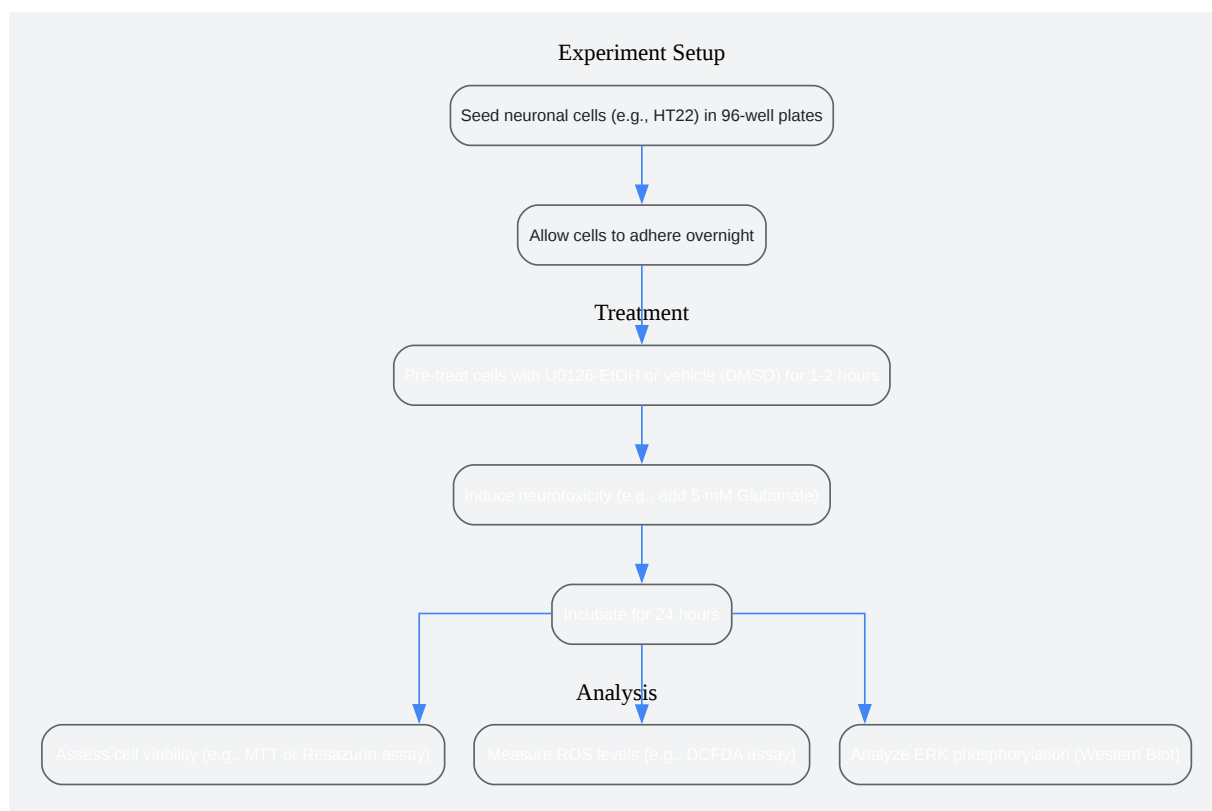 Experiment Setup
Seed neuronal cells (e.g., HT22) in 96-well plates
Allow cells to adhere overnight
Treatment
Pre-treat cells with U0126-EtOH or vehicle (DMSO) for 1-2 hours
Induce neurotoxicity (e.g., add 5 mM Glutamate)
Incubate for 24 hours
Analysis
Assess cell viability (e.g., MTT or Resazurin assay)
Measure ROS levels (e.g., DCFDA assay)
Analyze ERK phosphorylation (Western Blot)